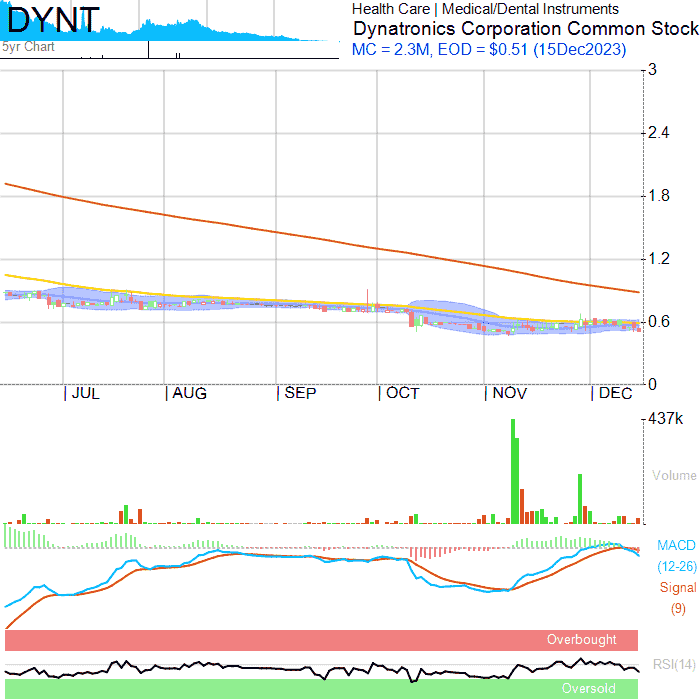 DYNT
5yr Chart
Health Care | Medical/Dental Instruments
Dynatronics Corporation Common Stock
MC = 2.3M, EOD = $0.51 (15Dec2023)
3
2.4
1.8
1.2
0.6
0
JUL AUG SEP OCT NOV DEC
437k
Volume
MACD
(12-26)
Signal
(9)
Overbought
RSI(14)
Oversold